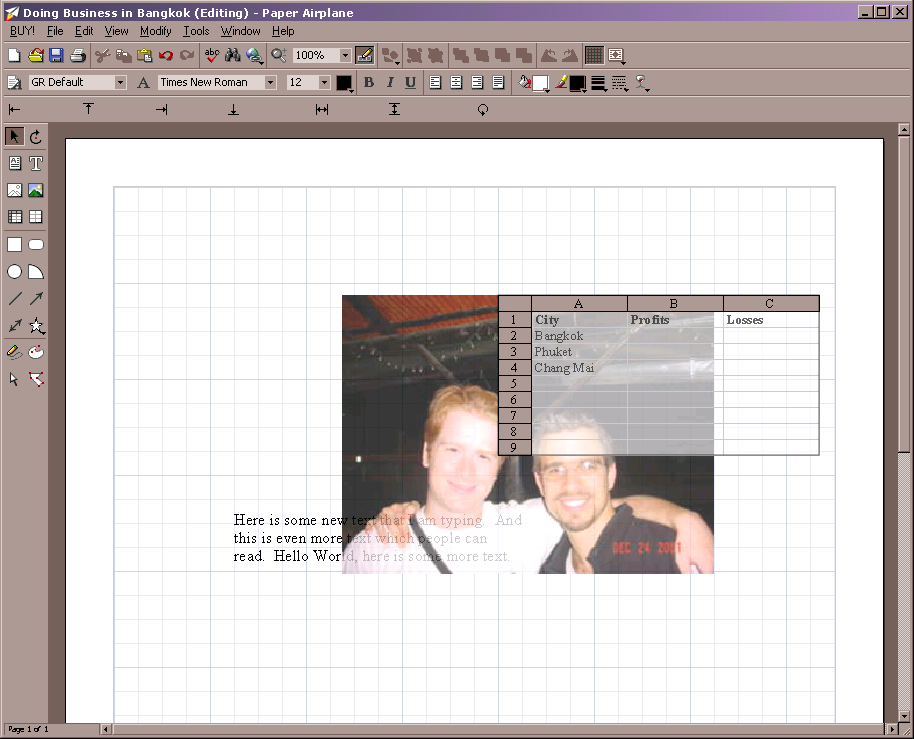 Doing Business in Bangkok (Editing) - Paper Airplane
BUY! File Edit View Modify Tools Window Help
abc 100%
GR Default A Times New Roman 12 B I U
T
A B C
1 City Profits Losses
2 Bangkok
3 Phuket
4 Chang Mai
5
6
7
8
9
Here is some new text that I am typing. And
this is even more text which people can
read. Hello World, here is some more text.
DEC 24 2001
Page 1 of 1